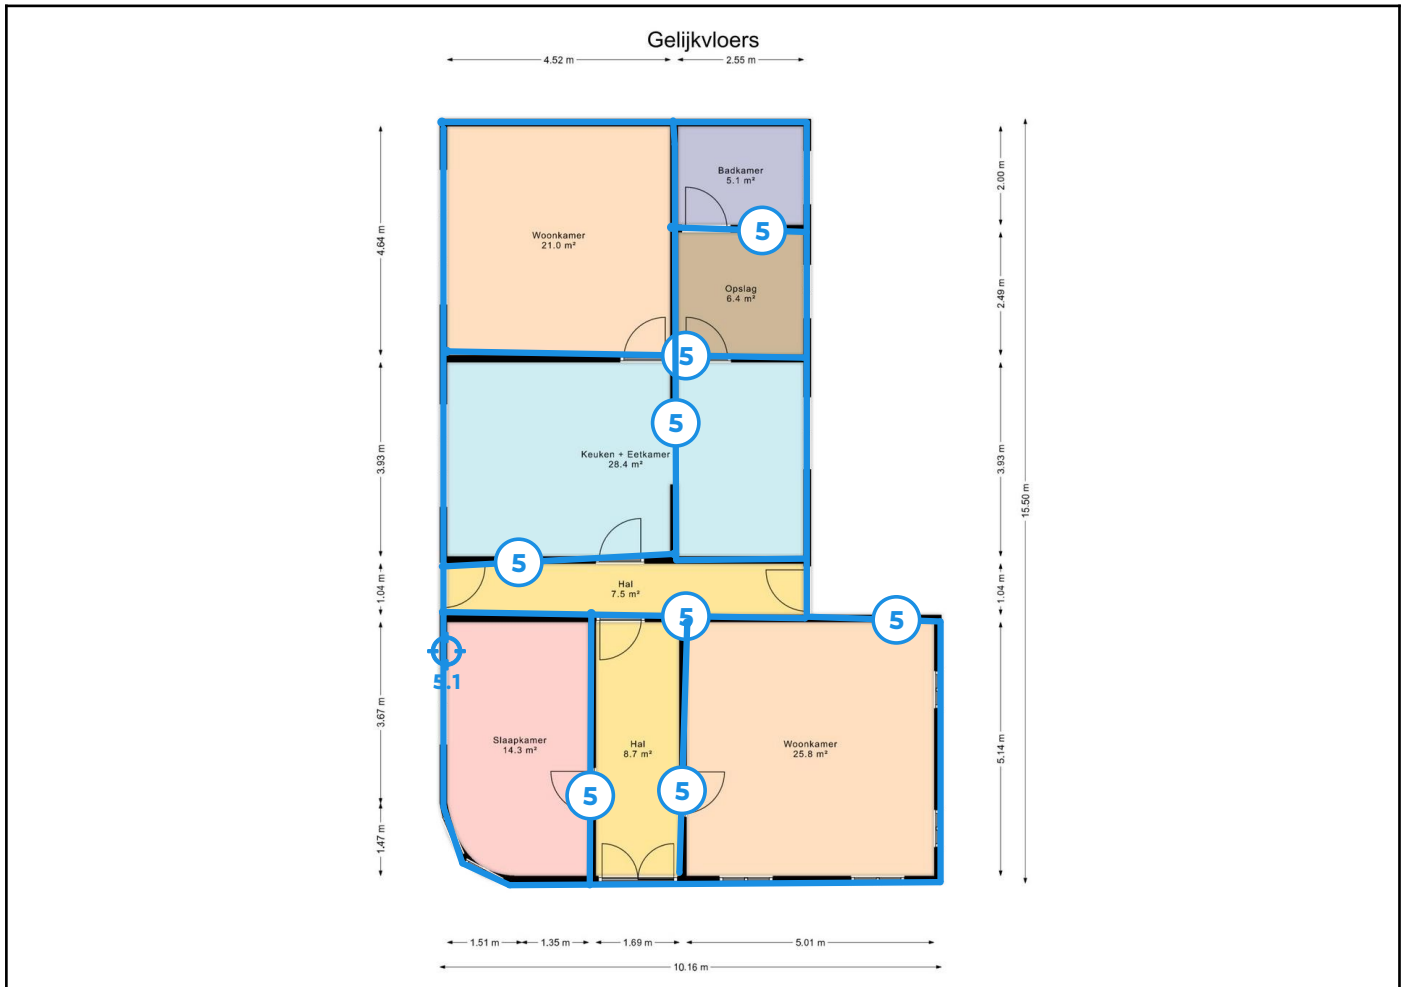 Gelijkvloers
4.52 m
2.55 m
Badkamer
5.1 m²
5
Woonkamer
21.0 m²
Opslag
6.4 m²
5
5
Keuken + Eetkamer
28.4 m²
5
Hal
7.5 m²
5
5
5.1
Slaapkamer
14.3 m²
Hal
8.7 m²
Woonkamer
25.8 m²
5
5
4.64 m
3.93 m
1.04 m
3.67 m
1.47 m
2.00 m
2.49 m
3.93 m
1.04 m
5.14 m
15.50 m
1.51 m
1.35 m
1.69 m
5.01 m
10.16 m